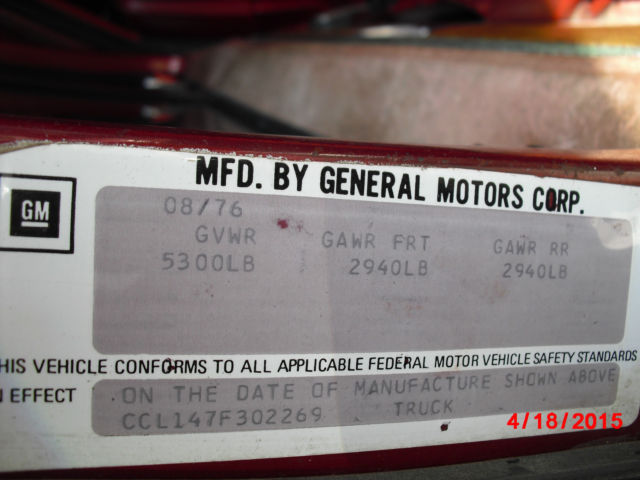 MFD. BY GENERAL MOTORS CORP.
GM
08/76
GVWR GAWR FRT GAWR RR
5300LB 2940LB 2940LB
HIS VEHICLE CONFORMS TO ALL APPLICABLE FEDERAL MOTOR VEHICLE SAFETY STANDARDS
N EFFECT ON THE DATE OF MANUFACTURE SHOWN ABOVE
CCL147F302269 TRUCK
4/18/2015